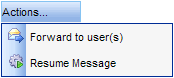 Actions...
Forward to user(s)
Resume Message